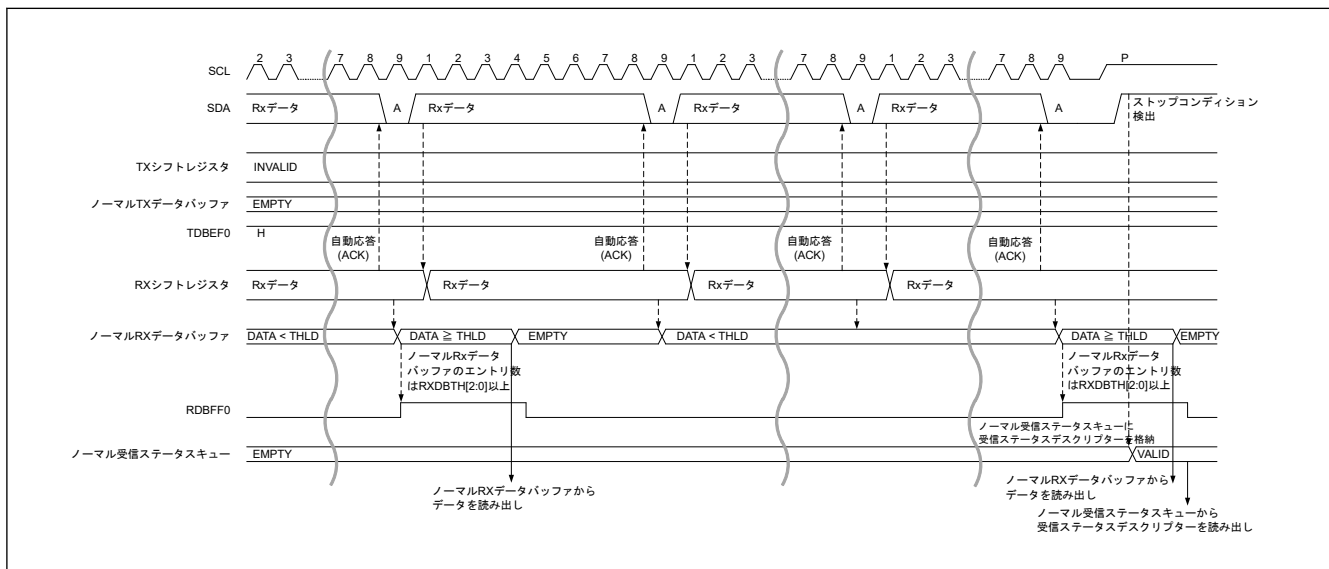 2 3 7 8 9 1 2 3 4 5 6 7 8 9 1 2 3 7 8 9 1 2 3 7 8 9 P
SCL
SDA Rxデータ A Rxデータ A Rxデータ A Rxデータ A
ストップコンディション
検出
TXシフトレジスタ INVALID
ノーマルTXデータバッファ EMPTY
TDBEF0 H
自動応答
(ACK)
自動応答
(ACK)
自動応答
(ACK)
自動応答
(ACK)
RXシフトレジスタ Rxデータ Rxデータ Rxデータ Rxデータ
ノーマルRXデータバッファ DATA < THLD DATA ≧ THLD EMPTY DATA < THLD DATA ≧ THLD EMPTY
ノーマルRxデータ
バッファのエントリ数
はRXDBTH[2:0]以上
ノーマルRxデータ
バッファのエントリ数
はRXDBTH[2:0]以上
RDBFF0
ノーマル受信ステータスキューに
受信ステータスデスクリプターを格納
ノーマル受信ステータスキュー EMPTY VALID
ノーマルRXデータバッファから
データを読み出し
ノーマルRXデータバッファから
データを読み出し
ノーマル受信ステータスキューから
受信ステータスデスクリプターを読み出し